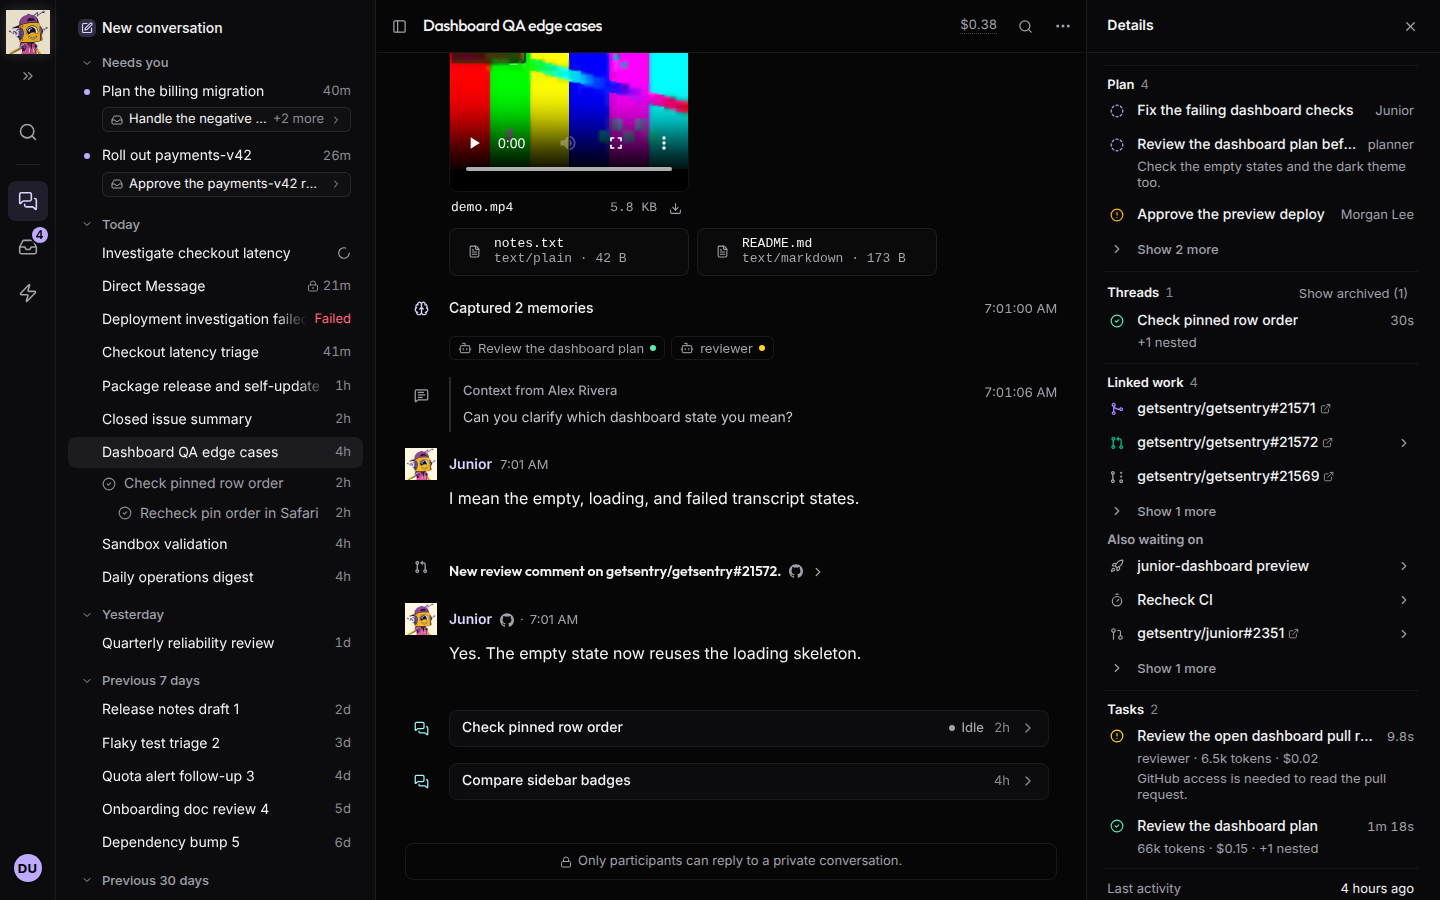 New conversation
Needs you
Plan the billing migration 40m
Handle the negative ... +2 more
Roll out payments-v42 26m
Approve the payments-v42 r...
Today
Investigate checkout latency
Direct Message 21m
Deployment investigation failed Failed
Checkout latency triage 41m
Package release and self-update 1h
Closed issue summary 2h
Dashboard QA edge cases 4h
Check pinned row order 2h
Recheck pin order in Safari 2h
Sandbox validation 4h
Daily operations digest 4h
Yesterday
Quarterly reliability review 1d
Previous 7 days
Release notes draft 1 2d
Flaky test triage 2 3d
Quota alert follow-up 3 4d
Onboarding doc review 4 5d
Dependency bump 5 6d
Previous 30 days
4
DU
Dashboard QA edge cases $0.38
0:00
demo.mp4 5.8 KB
notes.txt
text/plain · 42 B
README.md
text/markdown · 173 B
Captured 2 memories 7:01:00 AM
Review the dashboard plan reviewer
Context from Alex Rivera 7:01:06 AM
Can you clarify which dashboard state you mean?
Junior 7:01 AM
I mean the empty, loading, and failed transcript states.
New review comment on getsentry/getsentry#21572.
Junior · 7:01 AM
Yes. The empty state now reuses the loading skeleton.
Check pinned row order Idle 2h
Compare sidebar badges 4h
Only participants can reply to a private conversation.
Details
Plan 4
Fix the failing dashboard checks Junior
Review the dashboard plan bef... planner
Check the empty states and the dark theme
too.
Approve the preview deploy Morgan Lee
Show 2 more
Threads 1 Show archived (1)
Check pinned row order 30s
+1 nested
Linked work 4
getsentry/getsentry#21571
getsentry/getsentry#21572
getsentry/getsentry#21569
Show 1 more
Also waiting on
junior-dashboard preview
Recheck CI
getsentry/junior#2351
Show 1 more
Tasks 2
Review the open dashboard pull r... 9.8s
reviewer · 6.5k tokens · $0.02
GitHub access is needed to read the pull
request.
Review the dashboard plan 1m 18s
66k tokens · $0.15 · +1 nested
Last activity 4 hours ago